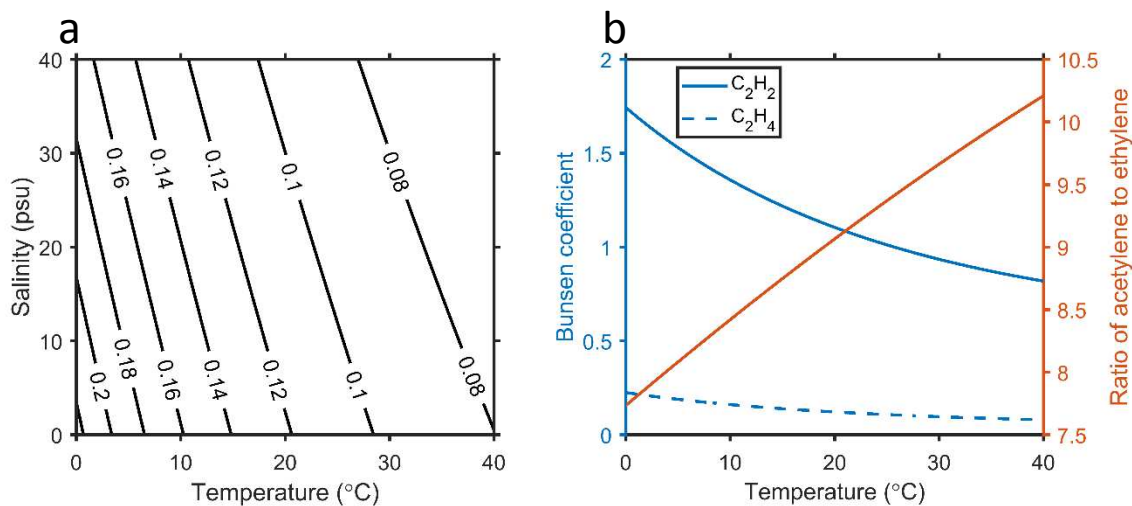 a
40
30
20
10
0
Salinity (psu)
0.16
0.14
0.12
0.1
0.08
0.2
0.18
0.16
0.14
0.12
0.1
0.08
0 10 20 30 40
Temperature (°C)
b
2
1.5
1
0.5
0
Bunsen coefficient
C₂H₂
C₂H₄
10.5
10
9.5
9
8.5
8
7.5
Ratio of acetylene to ethylene
0 10 20 30 40
Temperature (°C)